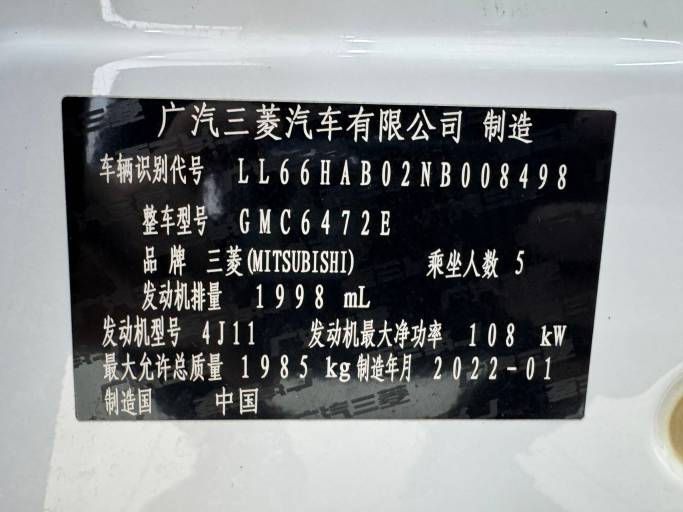 广汽三菱汽车有限公司 制造
车辆识别代号 LL66HAB02NB008498
整车型号 GMC6472E
品牌 三菱(MITSUBISHI) 乘坐人数 5
发动机排量 1998 mL
发动机型号 4J11 发动机最大净功率 108 kW
最大允许总质量 1985 kg 制造年月 2022-01
制造国 中国